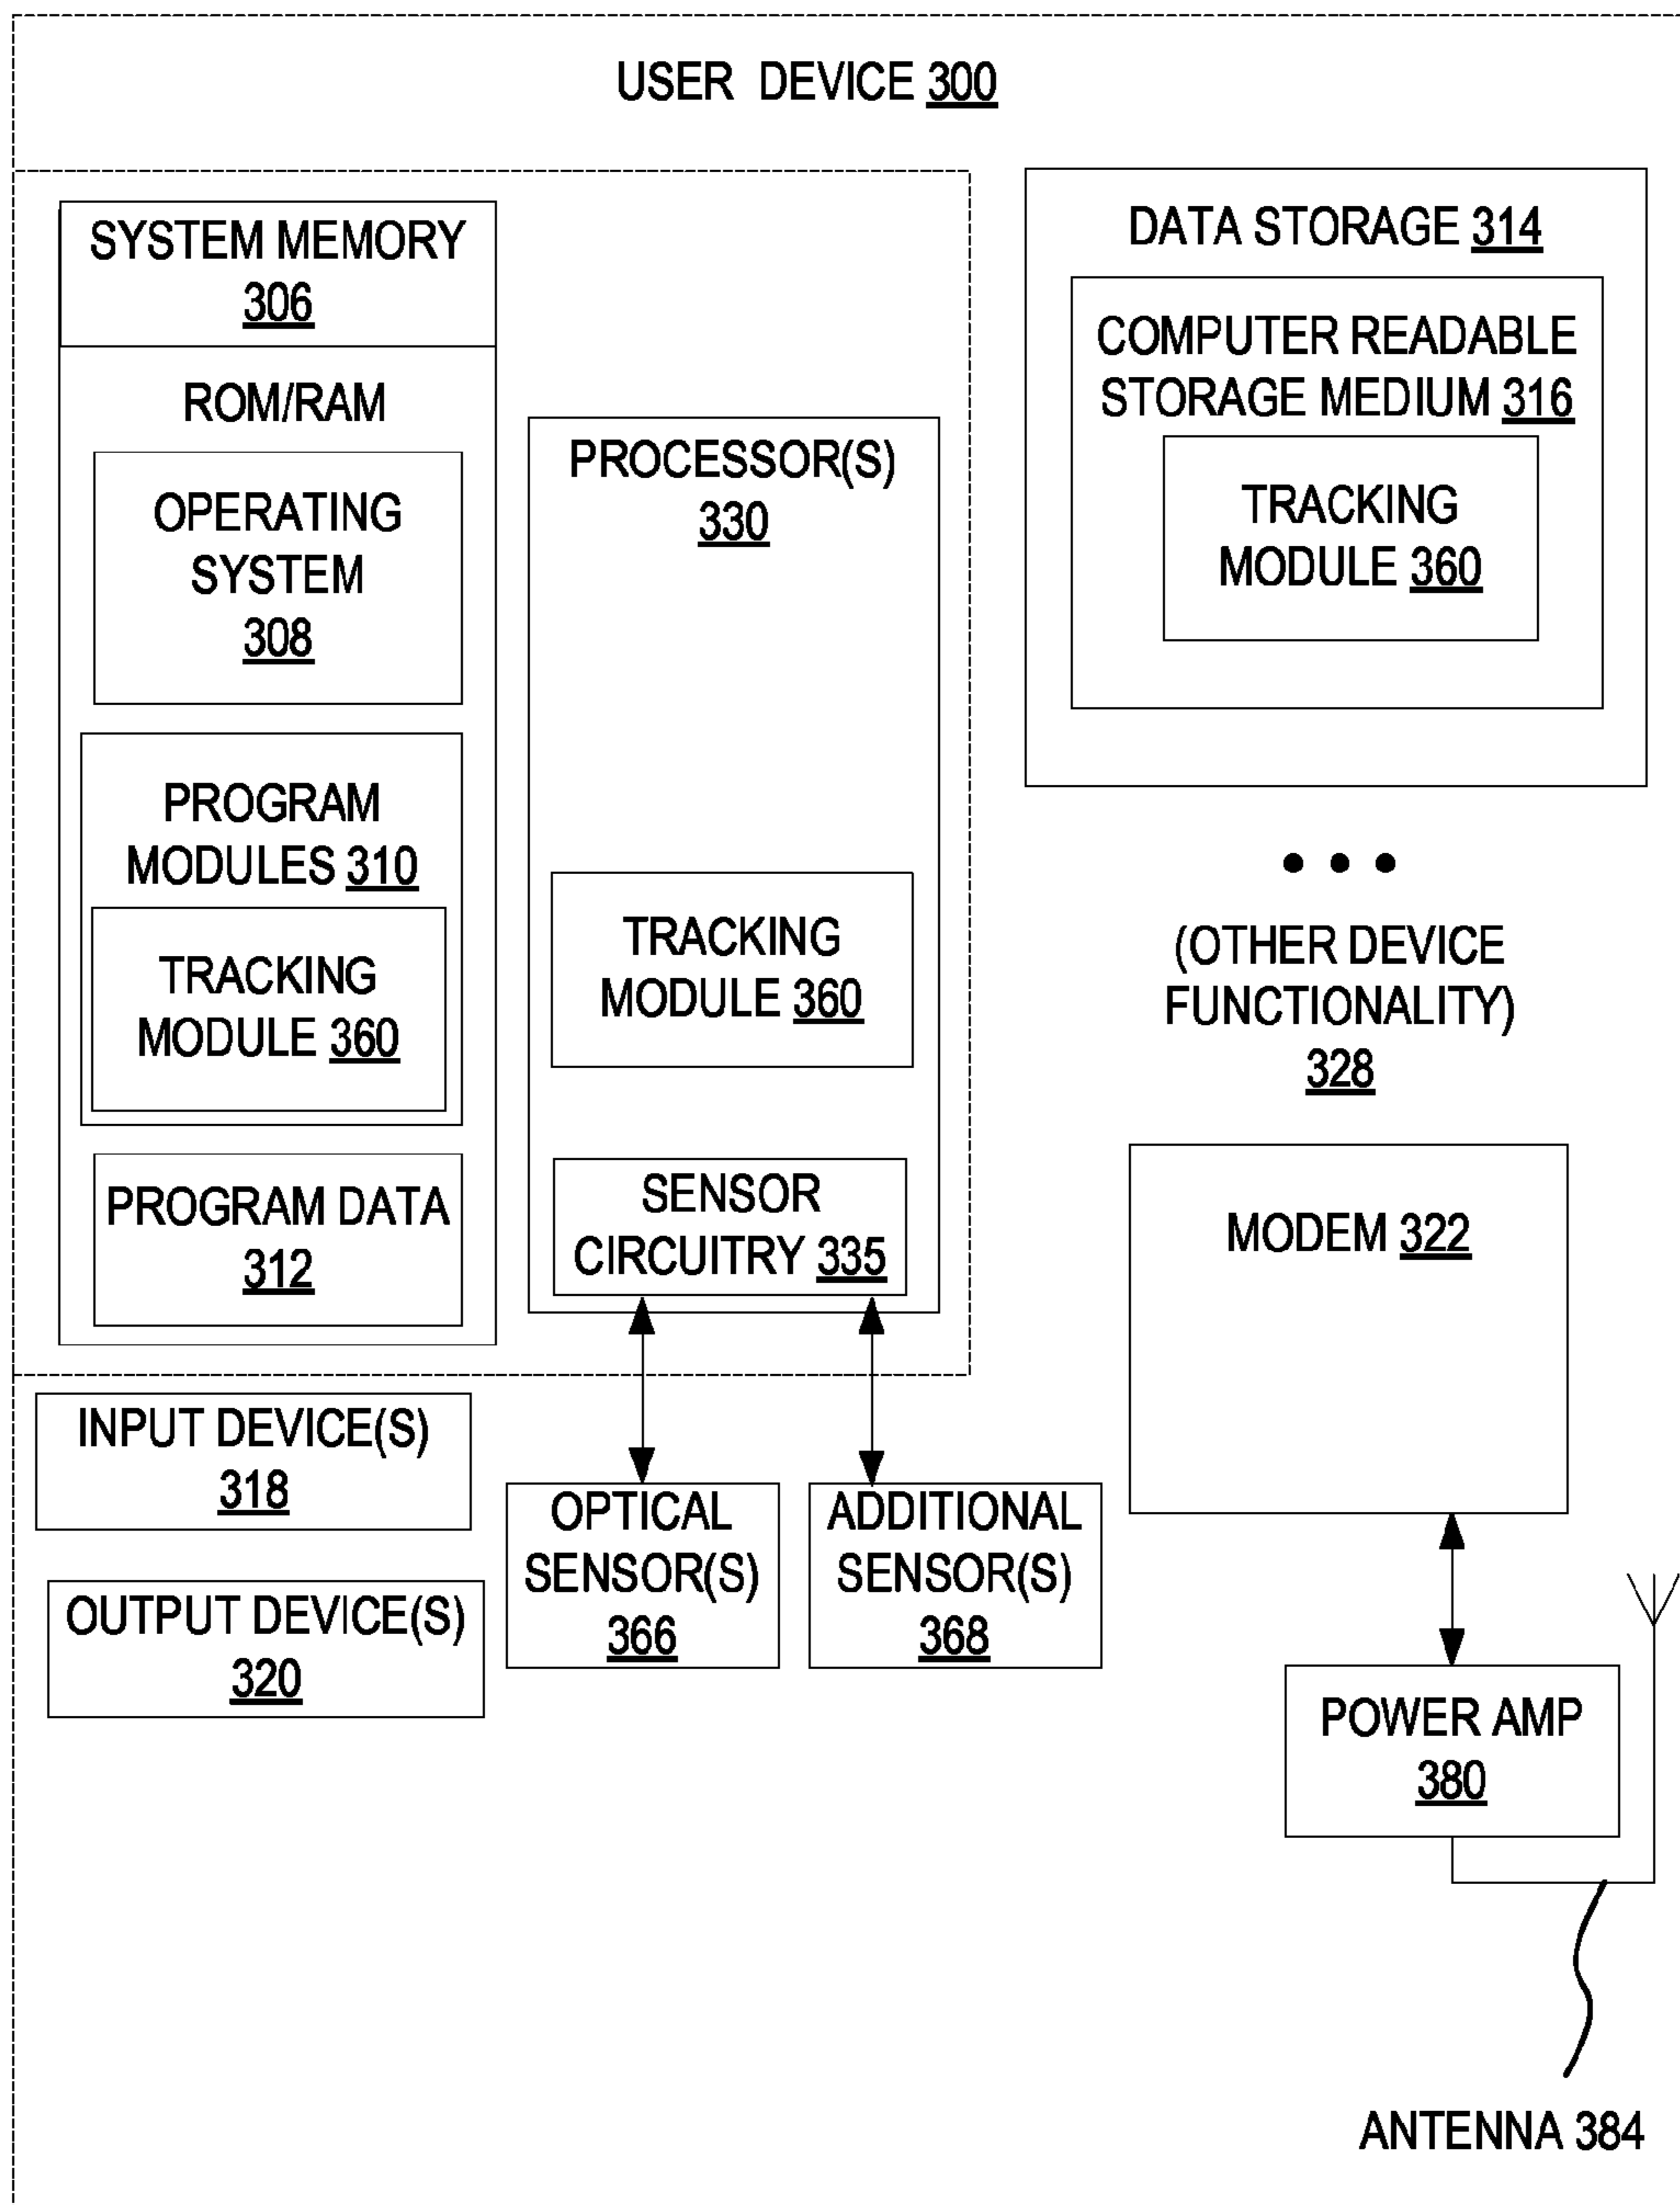 USER DEVICE 300
SYSTEM MEMORY
306
ROM/RAM
OPERATING
SYSTEM
308
PROGRAM
MODULES 310
TRACKING
MODULE 360
PROGRAM DATA
312
PROCESSOR(S)
330
TRACKING
MODULE 360
SENSOR
CIRCUITRY 335
DATA STORAGE 314
COMPUTER READABLE
STORAGE MEDIUM 316
TRACKING
MODULE 360
(OTHER DEVICE
FUNCTIONALITY)
328
MODEM 322
INPUT DEVICE(S)
318
OUTPUT DEVICE(S)
320
OPTICAL
SENSOR(S)
366
ADDITIONAL
SENSOR(S)
368
POWER AMP
380
ANTENNA 384